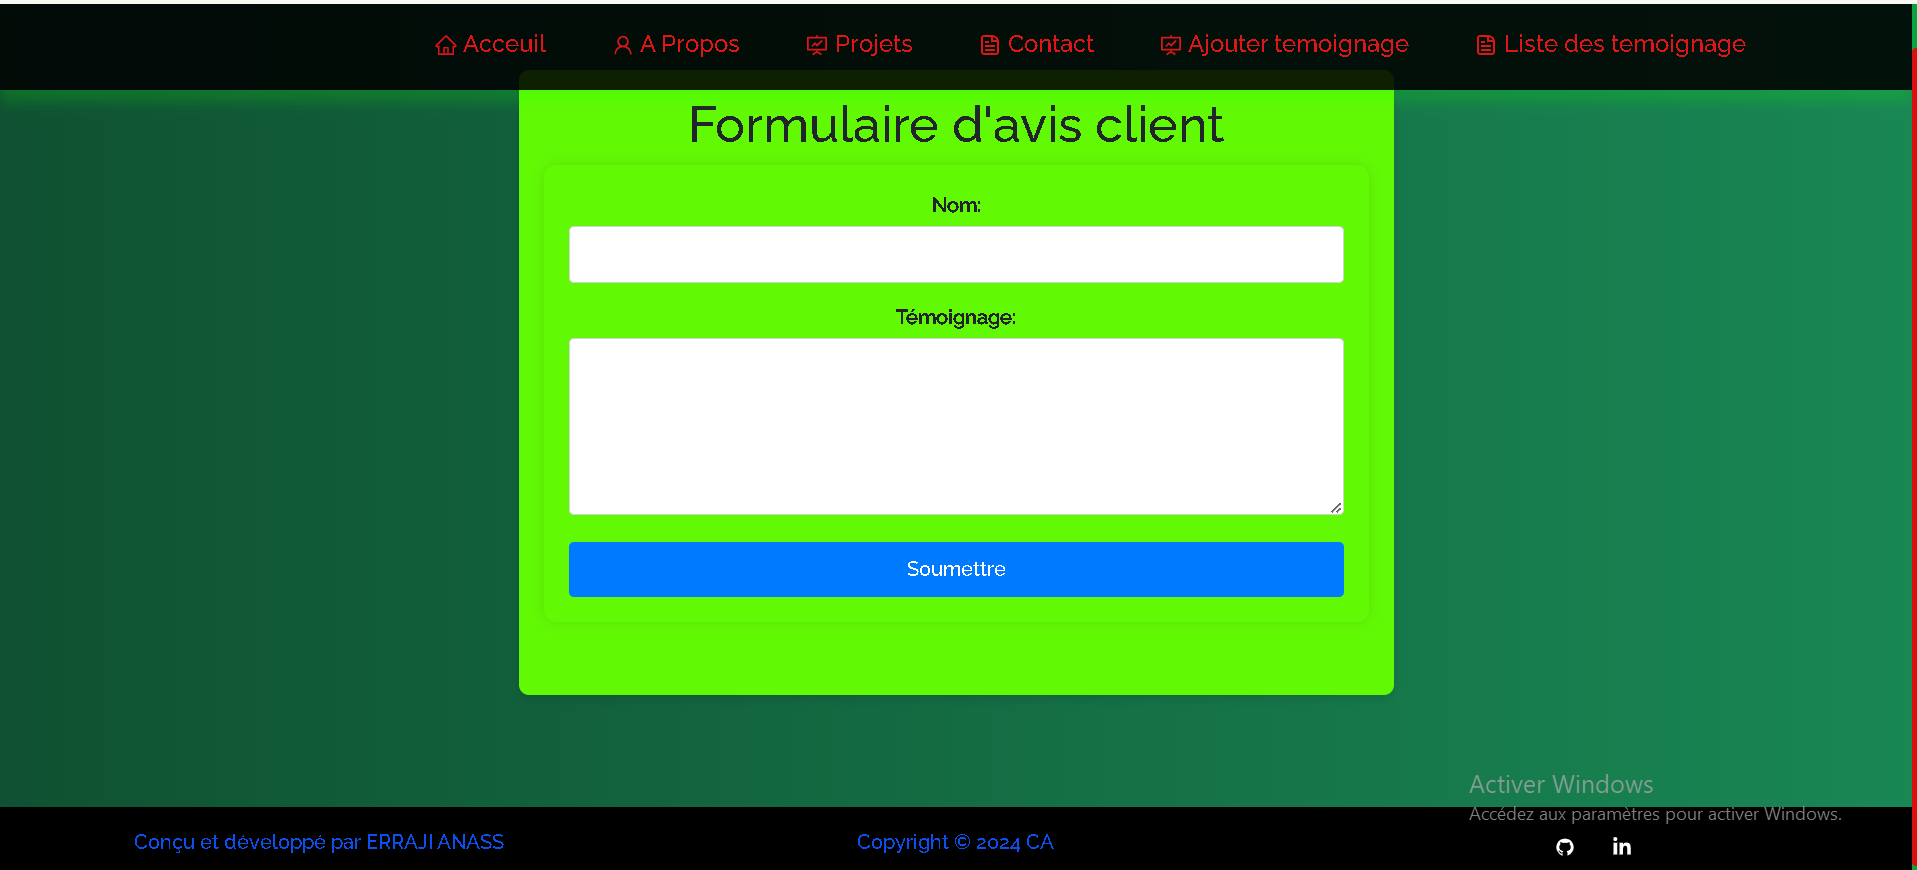 Acceuil A Propos Projets Contact Ajouter temoignage Liste des temoignage
Formulaire d'avis client
Nom:
Témoignage:
Soumettre
Activer Windows
Accédez aux paramètres pour activer Windows.
Conçu et développé par ERRAJI ANASS Copyright © 2024 CA
in